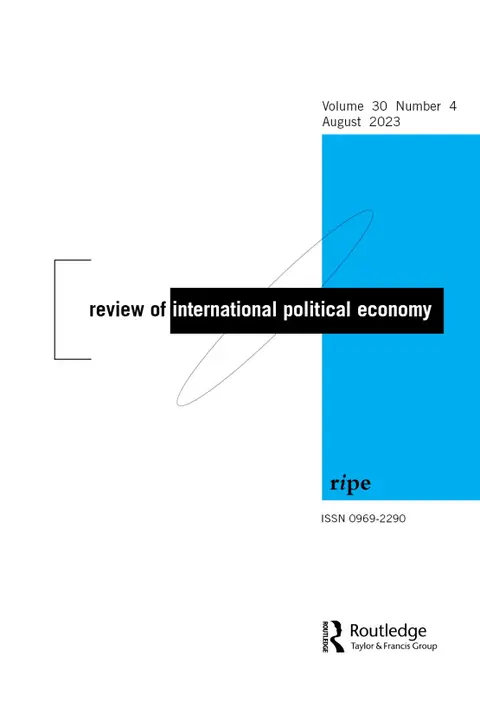 Volume 30 Number 4
August 2023
review of international political economy
ripe
ISSN 0969-2290
ROUTLEDGE
Routledge
Taylor & Francis Group